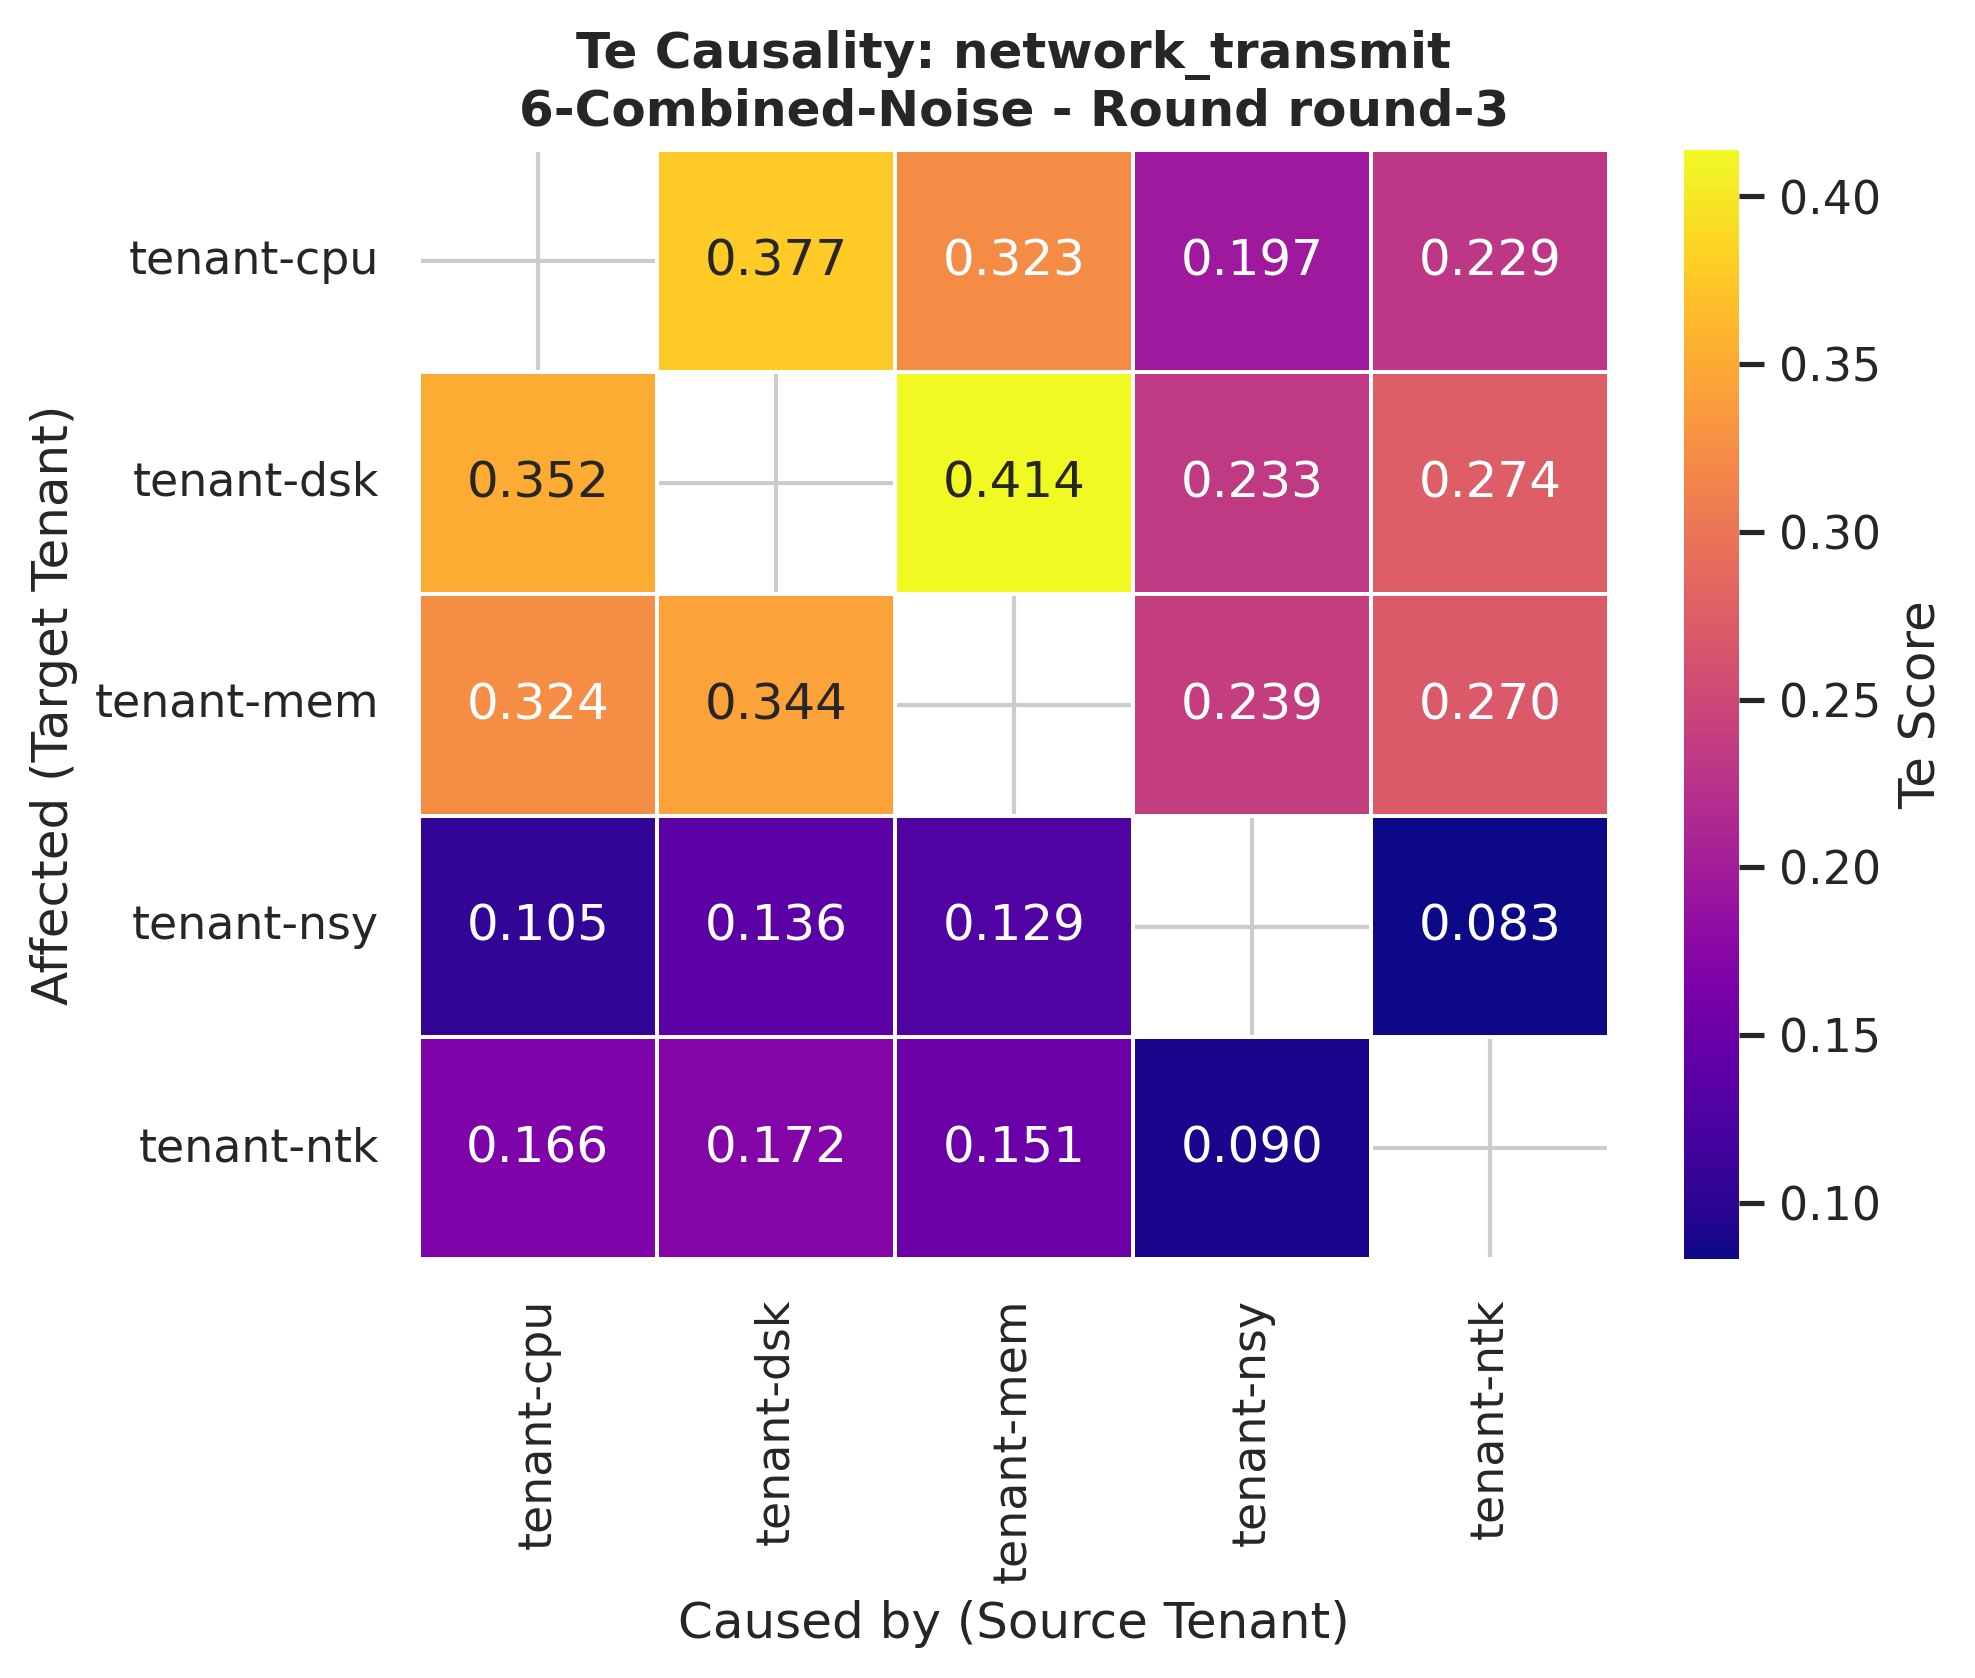 Te Causality: network_transmit
6-Combined-Noise - Round round-3
Affected (Target Tenant)
tenant-cpu 0.377 0.323 0.197 0.229
tenant-dsk 0.352 0.414 0.233 0.274
tenant-mem 0.324 0.344 0.239 0.270
tenant-nsy 0.105 0.136 0.129 0.083
tenant-ntk 0.166 0.172 0.151 0.090
tenant-cpu tenant-dsk tenant-mem tenant-nsy tenant-ntk
Caused by (Source Tenant)
0.40
0.35
0.30
0.25
0.20
0.15
0.10
Te Score